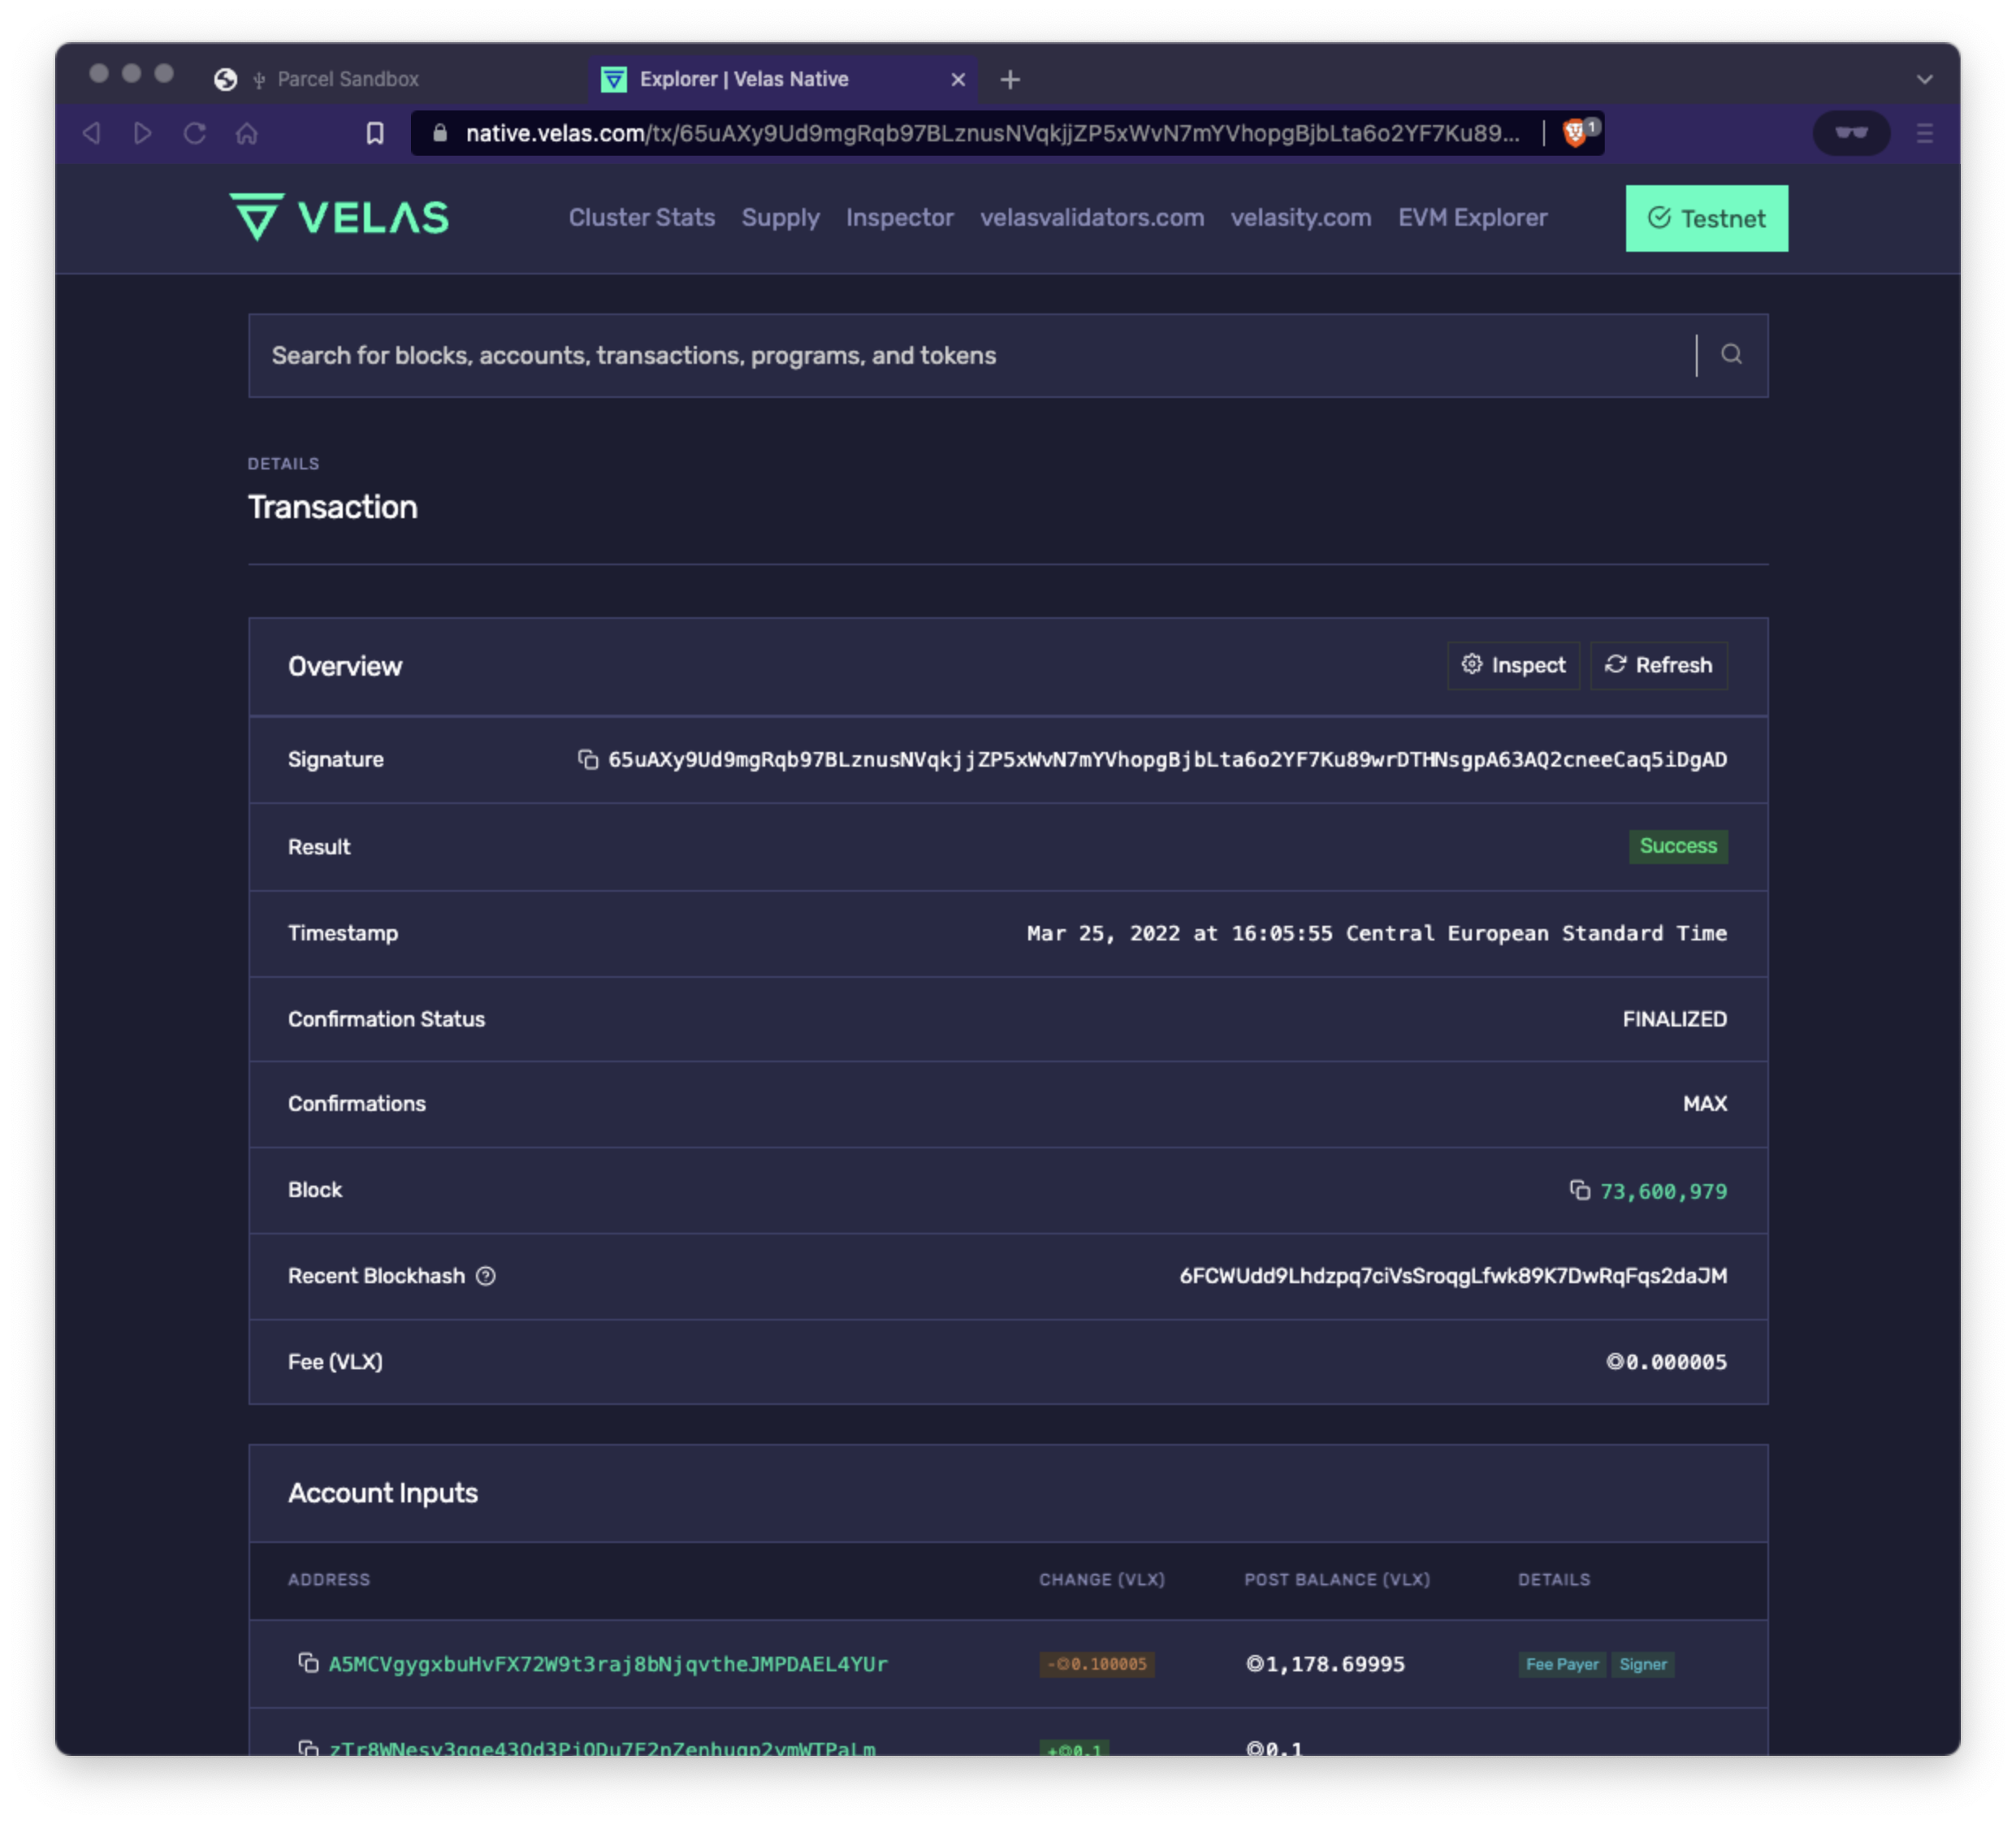 Parcel Sandbox
Explorer | Velas Native
native.velas.com/tx/65uAXy9Ud9mgRqb97BLznusNVqkjjZP5xWvN7mYVhopgBjbLta6o2YF7Ku89...
1
VELAS
Cluster Stats Supply Inspector velasvalidators.com velasity.com EVM Explorer
Testnet
Search for blocks, accounts, transactions, programs, and tokens
DETAILS
Transaction
Overview
Inspect Refresh
Signature 65uAXy9Ud9mgRqb97BLznusNVqkjjZP5xWvN7mYVhopgBjbLta6o2YF7Ku89wrDTHNsgpA63AQ2cneeCaq5iDgAD
Result Success
Timestamp Mar 25, 2022 at 16:05:55 Central European Standard Time
Confirmation Status FINALIZED
Confirmations MAX
Block 73,600,979
Recent Blockhash 6FCWUdd9Lhdzpq7ciVsSroqgLfwk89K7DwRqFqs2daJM
Fee (VLX) ◎0.000005
Account Inputs
ADDRESS CHANGE (VLX) POST BALANCE (VLX) DETAILS
A5MCVgygxbuHvFX72W9t3raj8bNjqvtheJMPDAEL4YUr -◎0.100005 ◎1,178.69995 Fee Payer Signer
+◎0.1 ◎0.1